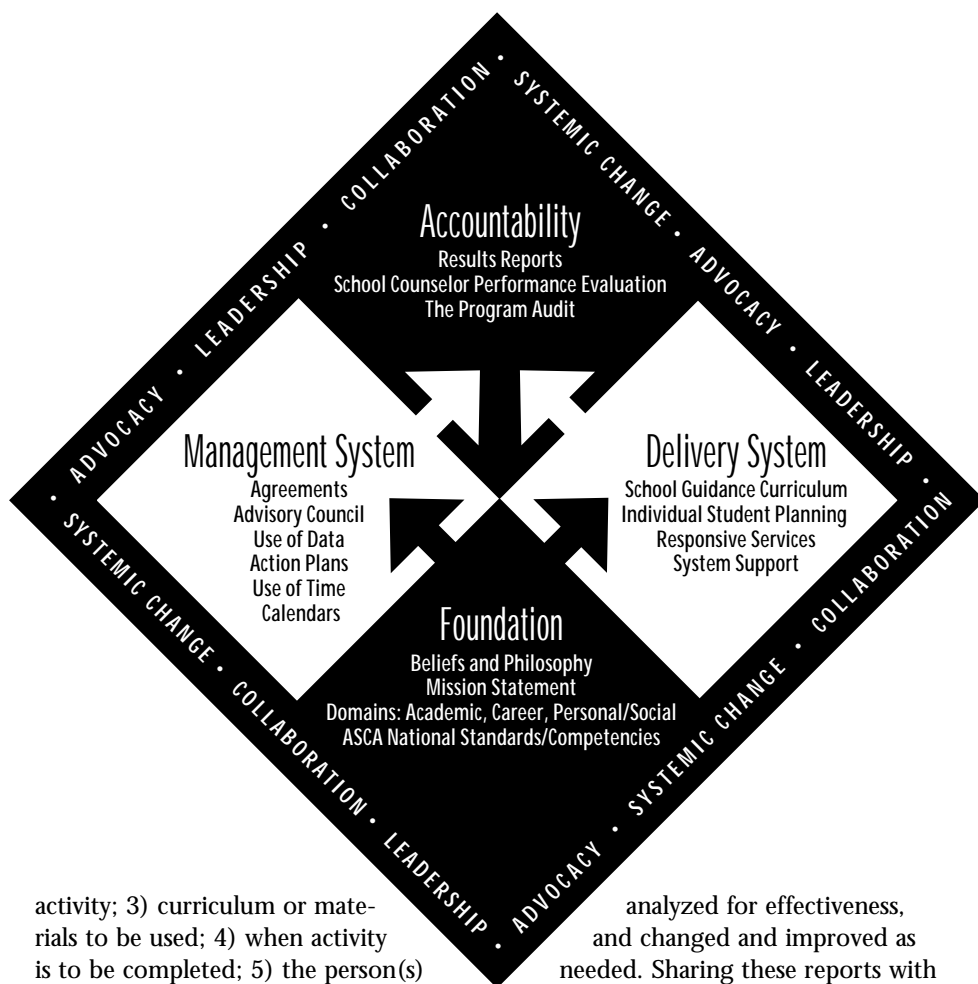 COLLABORATION • SYSTEMIC CHANGE • ADVOCACY • LEADERSHIP •
ADVOCACY • LEADERSHIP •
Accountability
Results Reports
School Counselor Performance Evaluation
The Program Audit
Management System
Agreements
Advisory Council
Use of Data
Action Plans
Use of Time
Calendars
Delivery System
School Guidance Curriculum
Individual Student Planning
Responsive Services
System Support
Foundation
Beliefs and Philosophy
Mission Statement
Domains: Academic, Career, Personal/Social
ASCA National Standards/Competencies
• SYSTEMIC CHANGE • COLLABORATION • LEADERSHIP •
ADVOCACY • SYSTEMIC CHANGE • COLLABORATION
activity; 3) curriculum or mate-
rials to be used; 4) when activity
is to be completed; 5) the person(s)
analyzed for effectiveness,
and changed and improved as
needed. Sharing these reports with